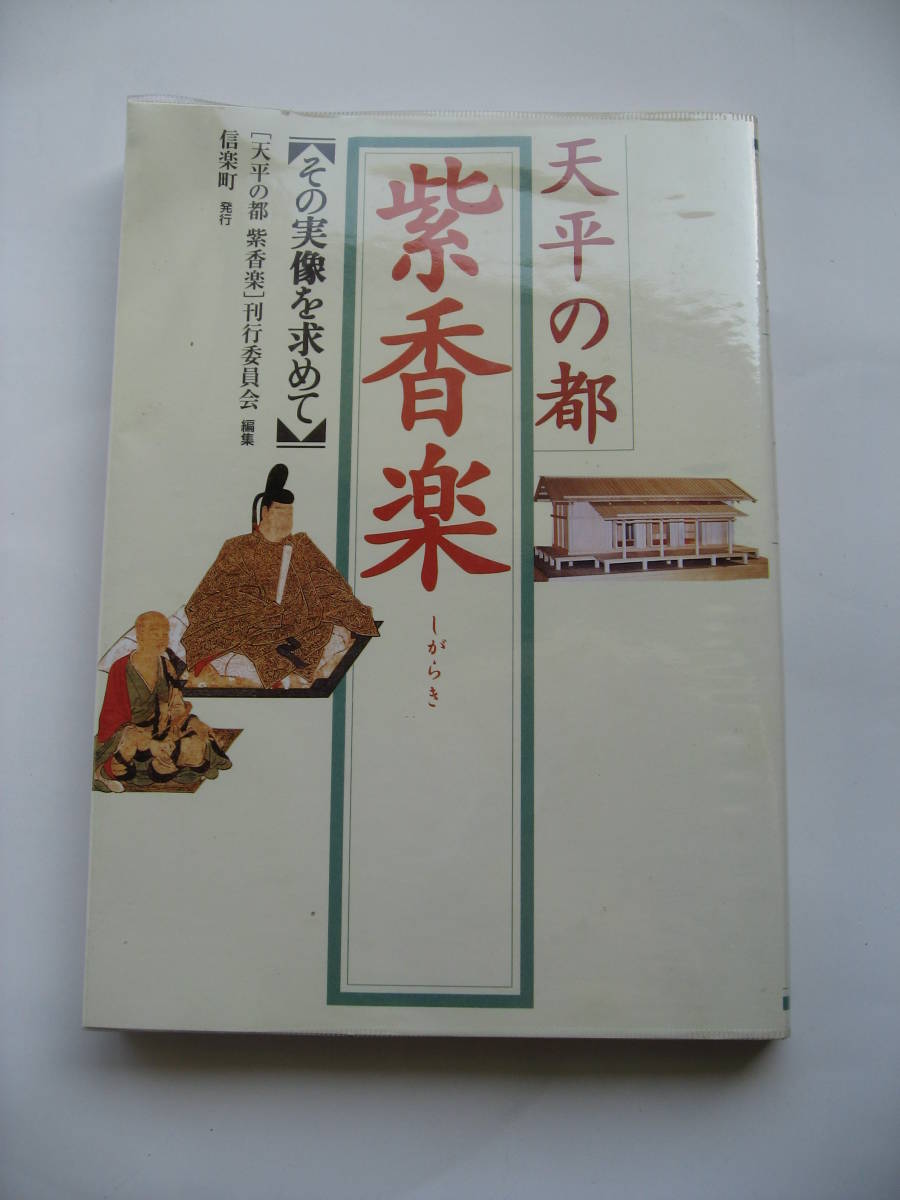 天平の都
紫香楽
しがらき
その実像を求めて
［天平の都 紫香楽］刊行委員会 編集
信楽町 発行